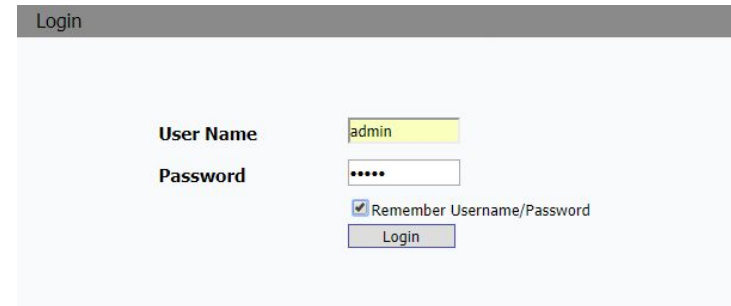 Login
User Name admin
Password •••••
Remember Username/Password
Login